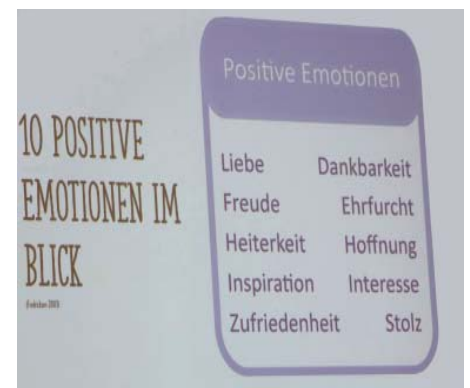 10 POSITIVE
EMOTIONEN IM
BLICK
Positive Emotionen
Liebe Dankbarkeit
Freude Ehrfurcht
Heiterkeit Hoffnung
Inspiration Interesse
Zufriedenheit Stolz